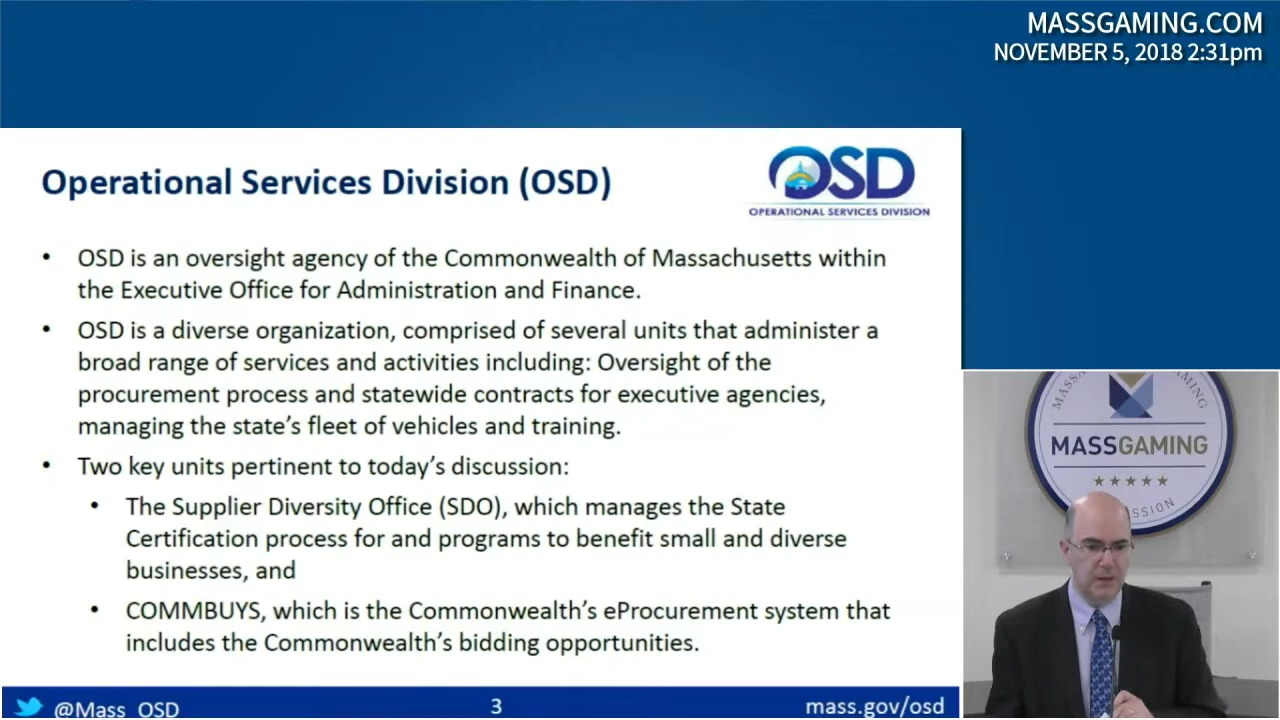 MASSGAMING.COM
NOVEMBER 5, 2018 2:31pm
Operational Services Division (OSD)
OSD
OPERATIONAL SERVICES DIVISION
• OSD is an oversight agency of the Commonwealth of Massachusetts within
the Executive Office for Administration and Finance.
• OSD is a diverse organization, comprised of several units that administer a
broad range of services and activities including: Oversight of the
procurement process and statewide contracts for executive agencies,
managing the state's fleet of vehicles and training.
• Two key units pertinent to today's discussion:
• The Supplier Diversity Office (SDO), which manages the State
Certification process for and programs to benefit small and diverse
businesses, and
• COMMBUYS, which is the Commonwealth's eProcurement system that
includes the Commonwealth's bidding opportunities.
@Mass_OSD
3
mass.gov/osd
MASSGAMING